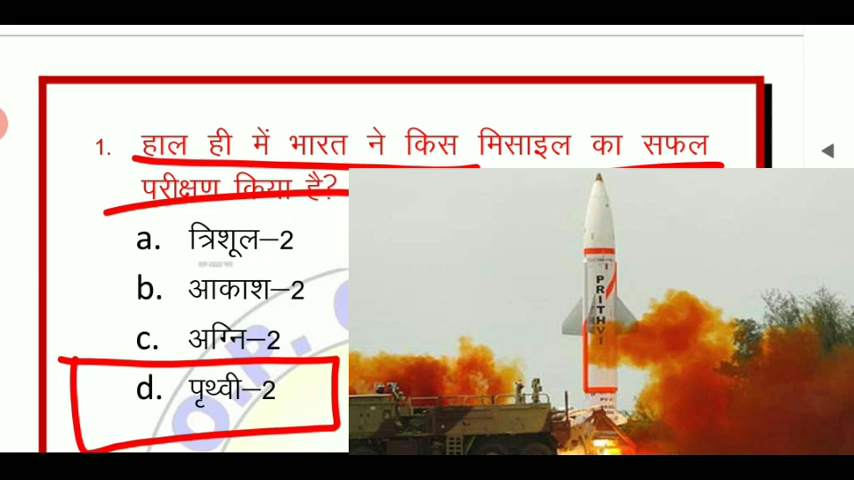 1. हाल ही में भारत ने किस मिसाइल का सफल
परीक्षण किया है?
a. त्रिशूल–2
b. आकाश–2
c. अग्नि–2
d. पृथ्वी–2
PRITHVI